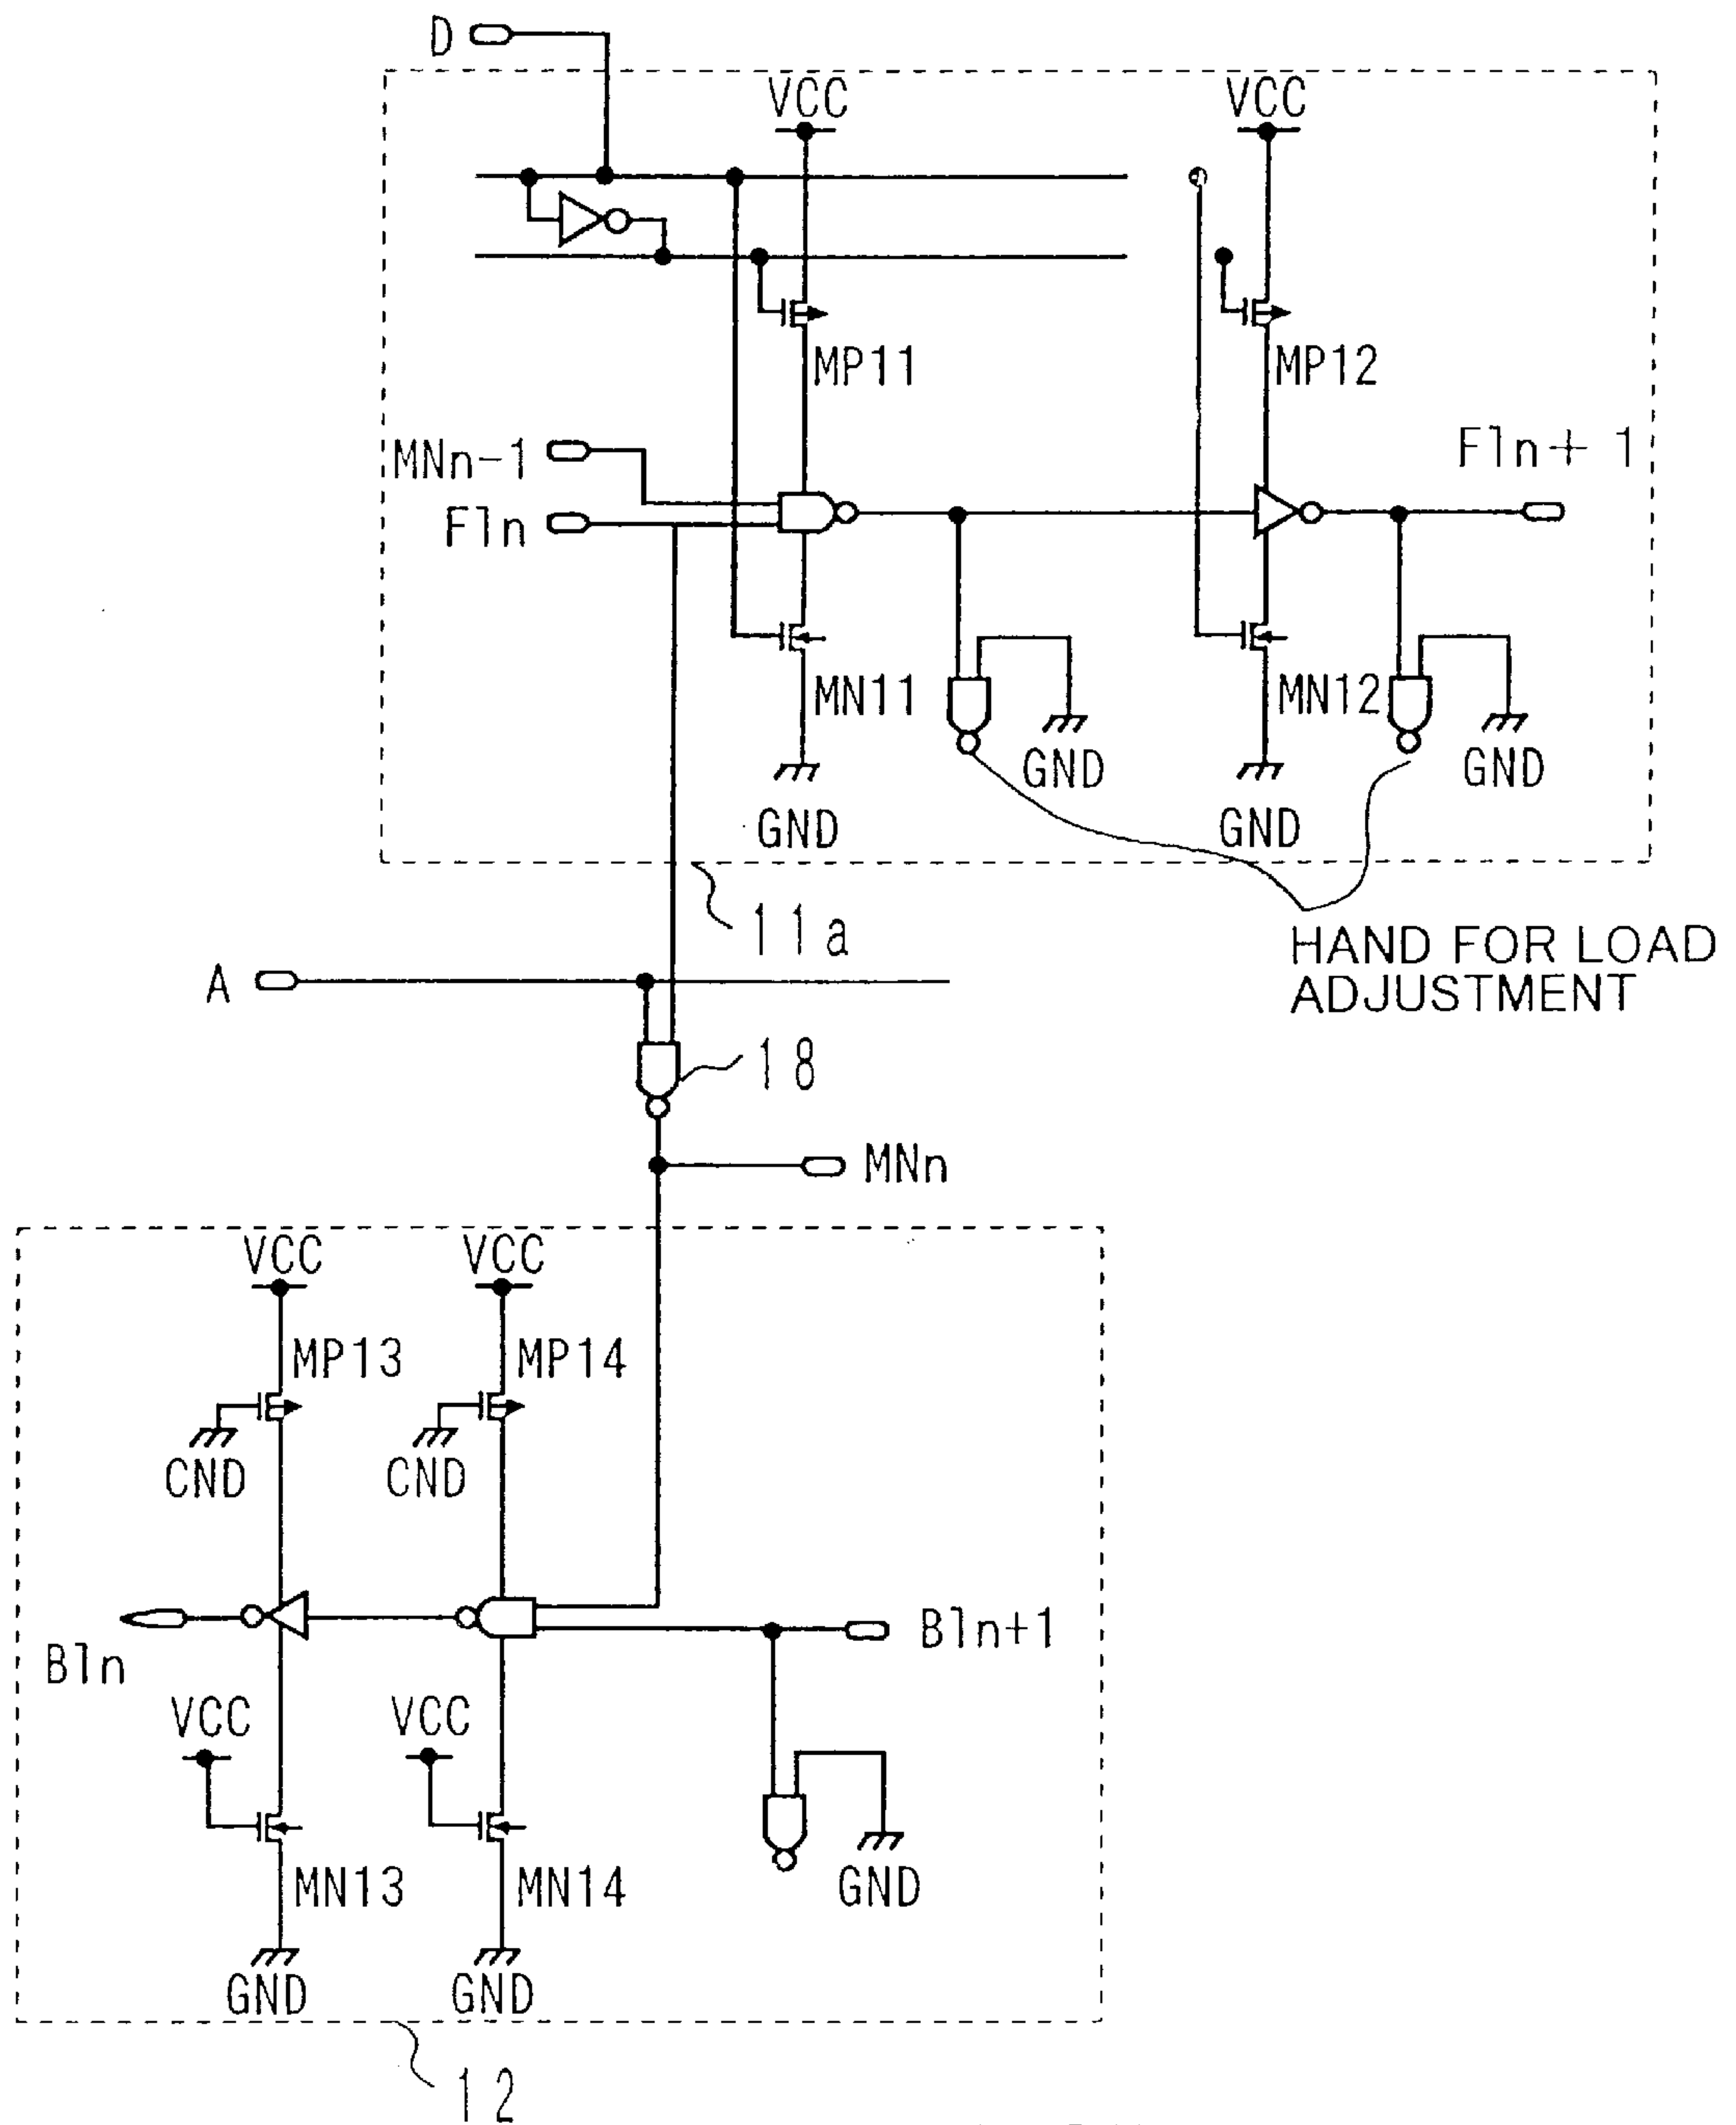 D
VCC
VCC
MP11
MP12
MNn-1
Fln
Fln+1
MN11
MN12
GND
GND
GND
GND
11a
HAND FOR LOAD
ADJUSTMENT
A
18
MNn
VCC
VCC
MP13
MP14
CND
CND
Bln
Bln+1
VCC
VCC
MN13
MN14
GND
GND
GND
12